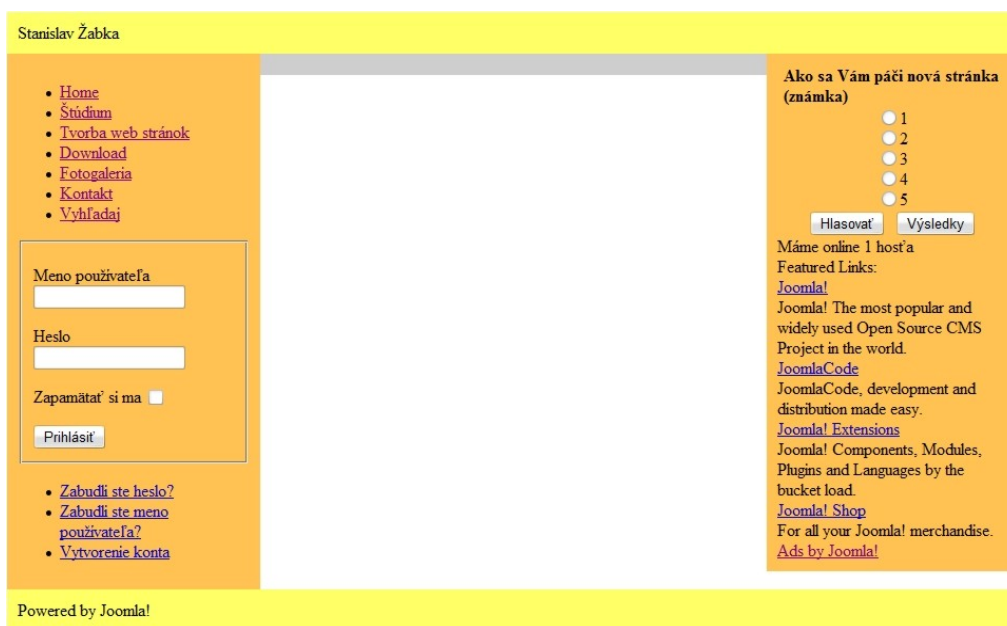 Stanislav Žabka
Home
Štúdium
Tvorba web stránok
Download
Fotogaleria
Kontakt
Vyhľadaj
Meno použivateľa
Heslo
Zapamätať si ma
Prihlásiť
Zabudli ste heslo?
Zabudli ste meno
použivateľa?
Vytvorenie konta
Ako sa Vám páči nová stránka
(známka)
1
2
3
4
5
Hlasovať Výsledky
Máme online 1 hosťa
Featured Links:
Joomla!
Joomla! The most popular and
widely used Open Source CMS
Project in the world.
JoomlaCode
JoomlaCode, development and
distribution made easy.
Joomla! Extensions
Joomla! Components, Modules,
Plugins and Languages by the
bucket load.
Joomla! Shop
For all your Joomla! merchandise.
Ads by Joomla!
Powered by Joomla!